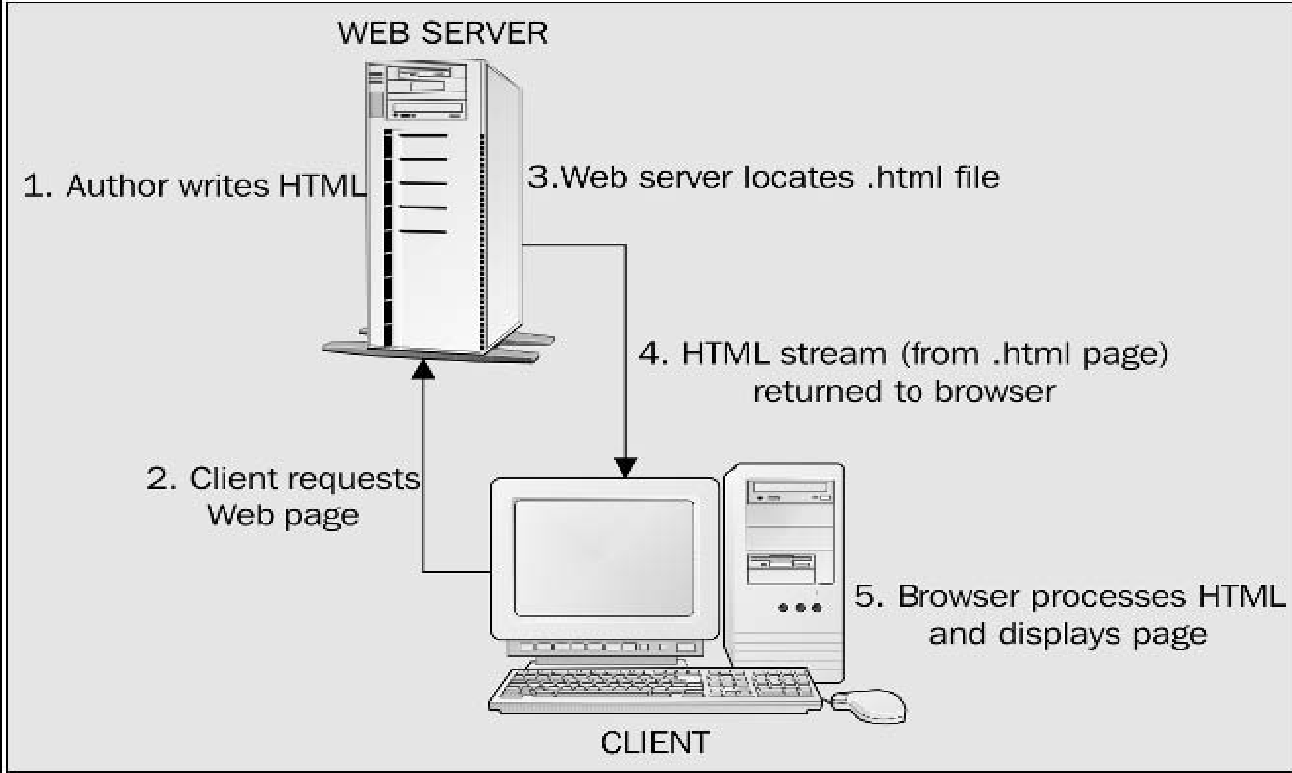 WEB SERVER
1. Author writes HTML
3.Web server locates .html file
4. HTML stream (from .html page)
returned to browser
2. Client requests
Web page
5. Browser processes HTML
and displays page
CLIENT